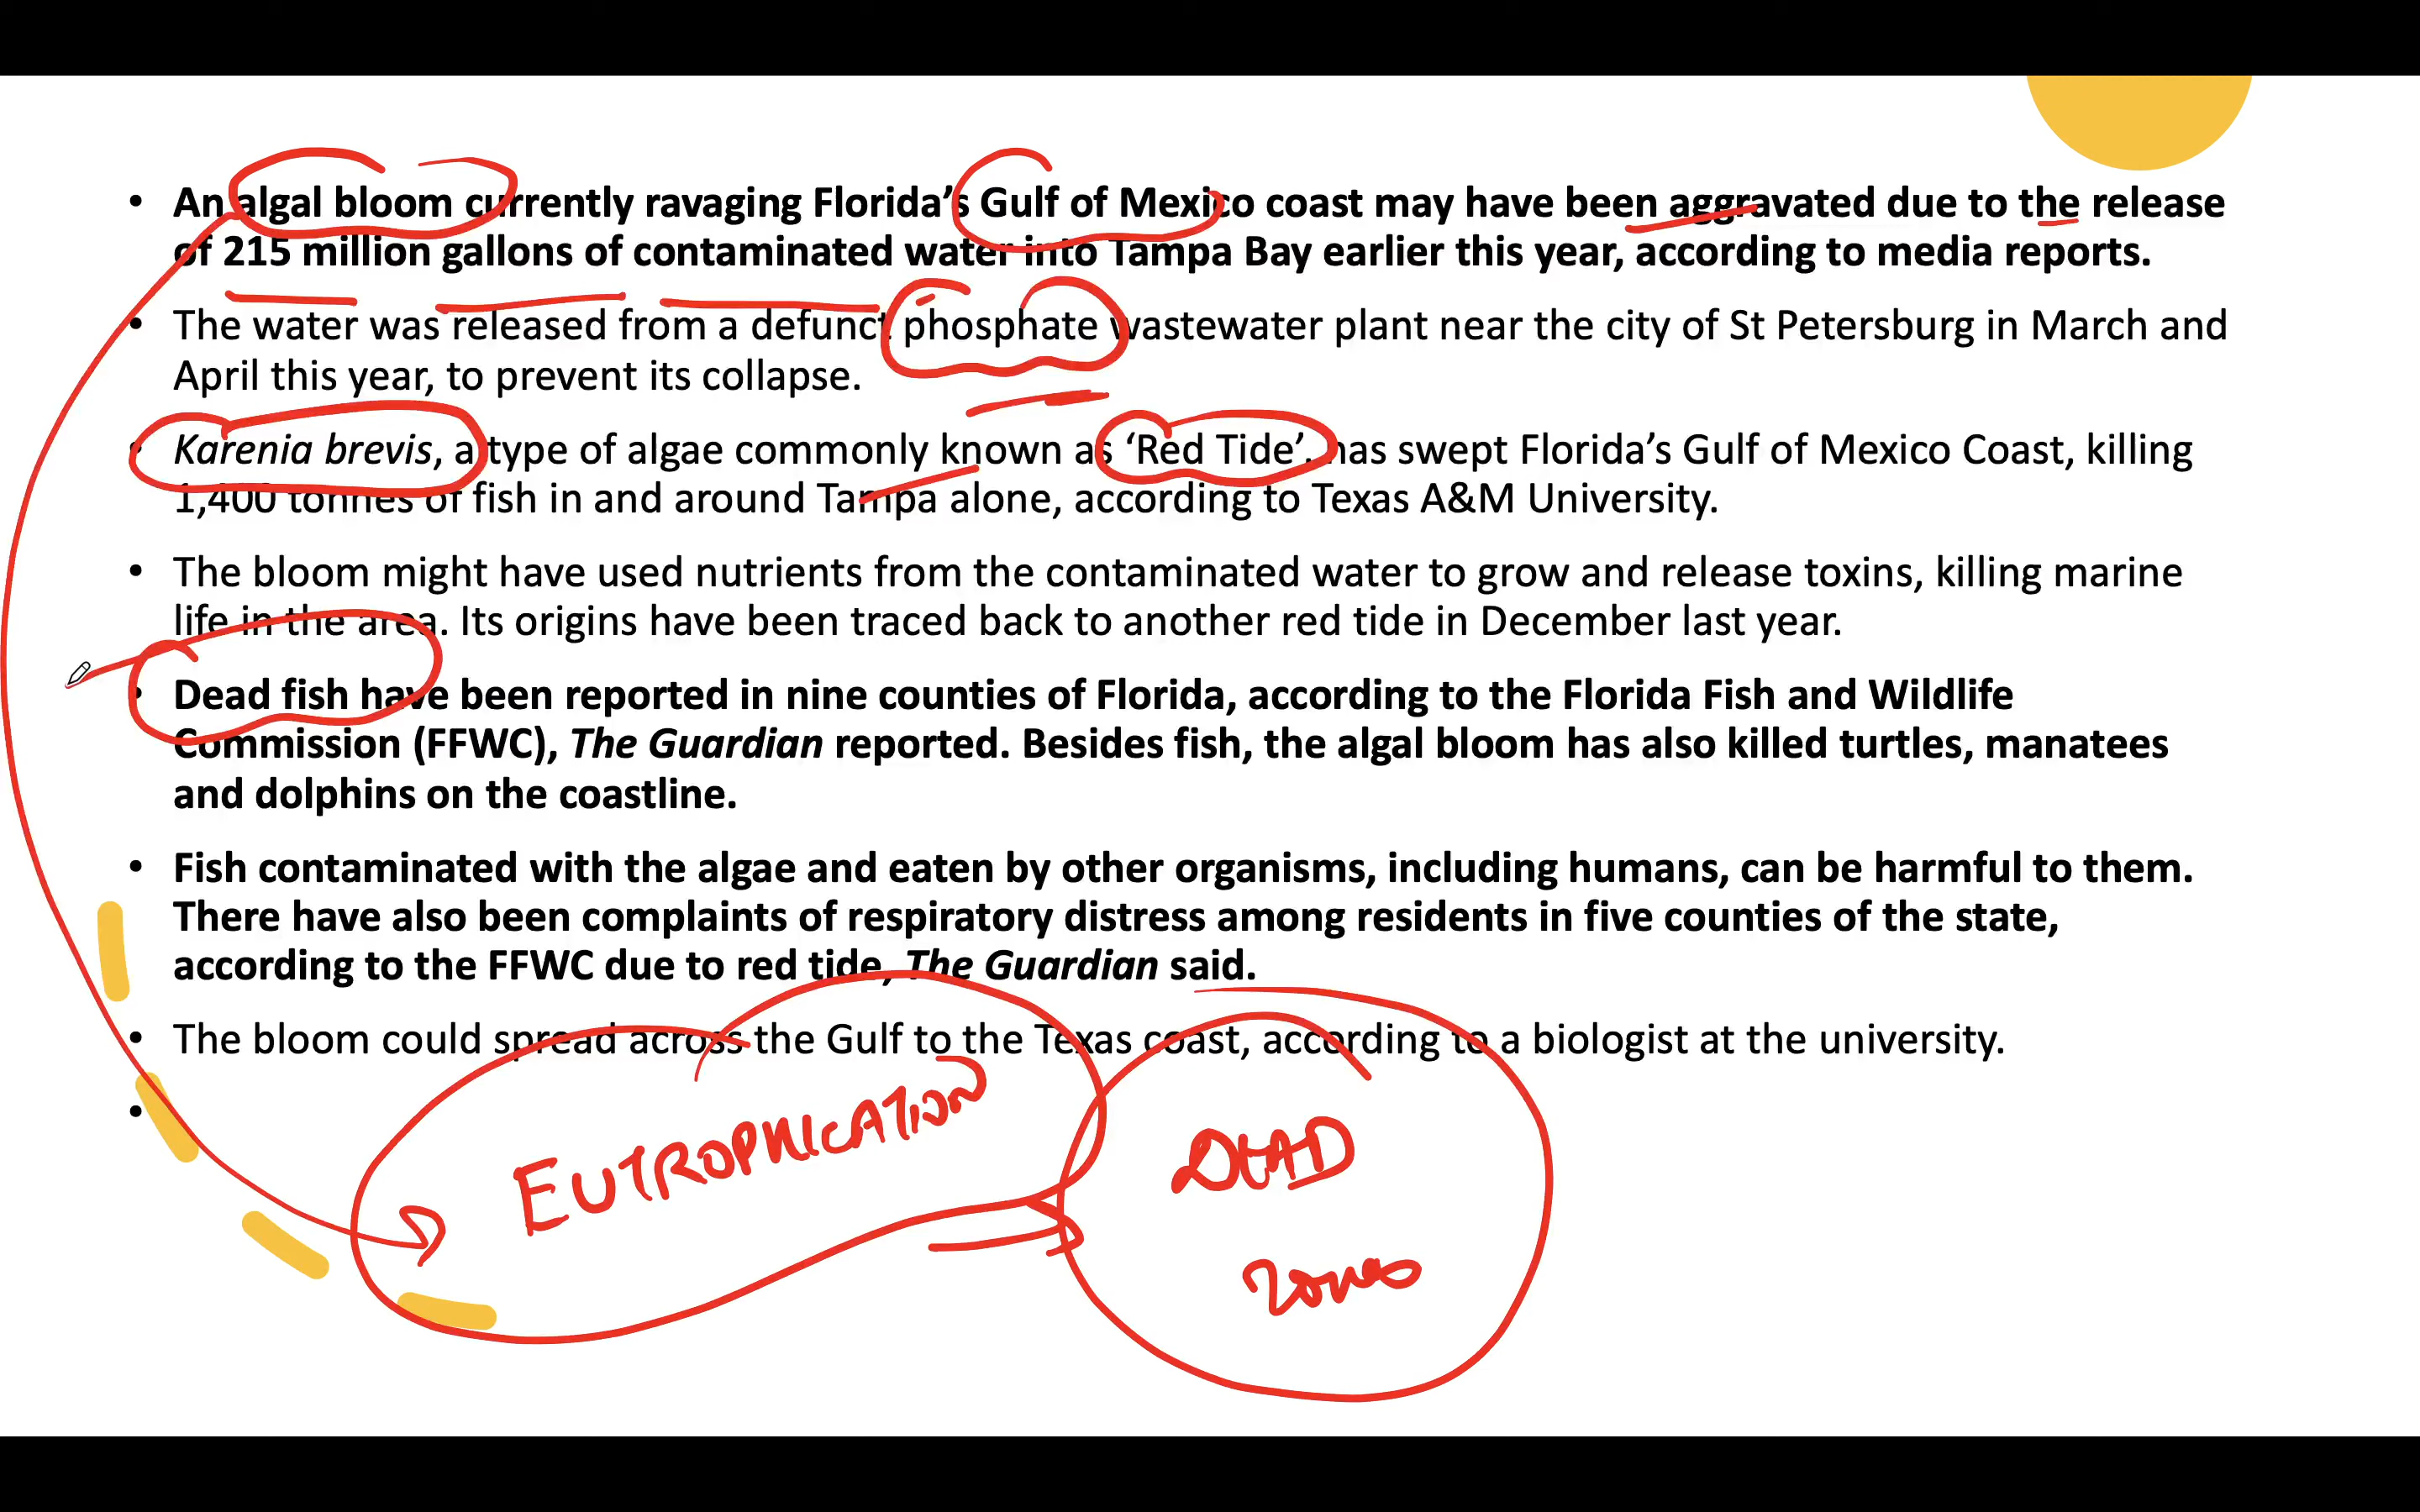 • An algal bloom currently ravaging Florida’s Gulf of Mexico coast may have been aggravated due to the release
of 215 million gallons of contaminated water into Tampa Bay earlier this year, according to media reports.
• The water was released from a defunct phosphate wastewater plant near the city of St Petersburg in March and
April this year, to prevent its collapse.
• Karenia brevis, a type of algae commonly known as ‘Red Tide’, has swept Florida’s Gulf of Mexico Coast, killing
1,400 tonnes of fish in and around Tampa alone, according to Texas A&M University.
• The bloom might have used nutrients from the contaminated water to grow and release toxins, killing marine
life in the area. Its origins have been traced back to another red tide in December last year.
• Dead fish have been reported in nine counties of Florida, according to the Florida Fish and Wildlife
Commission (FFWC), The Guardian reported. Besides fish, the algal bloom has also killed turtles, manatees
and dolphins on the coastline.
• Fish contaminated with the algae and eaten by other organisms, including humans, can be harmful to them.
There have also been complaints of respiratory distress among residents in five counties of the state,
according to the FFWC due to red tide, The Guardian said.
• The bloom could spread across the Gulf to the Texas coast, according to a biologist at the university.
•
EUTROPHICATION
DEAD
Zones